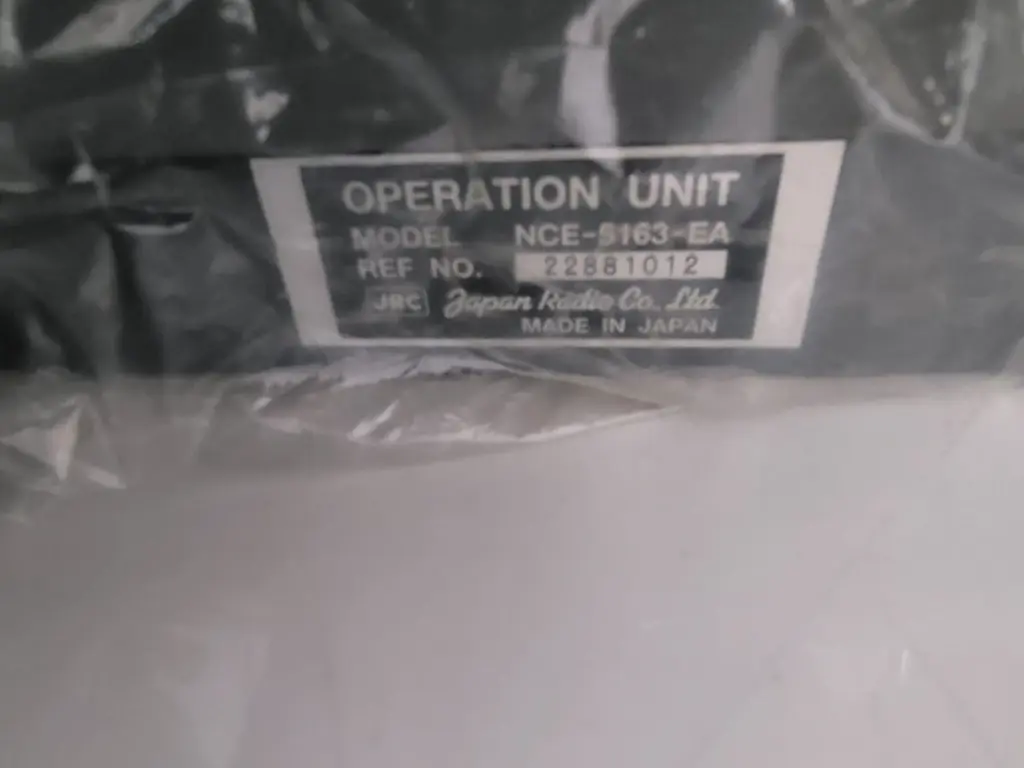 OPERATION UNIT
MODEL NCE-5163-EA
REF NO. 22881012
JRC Japan Radio Co., Ltd.
MADE IN JAPAN